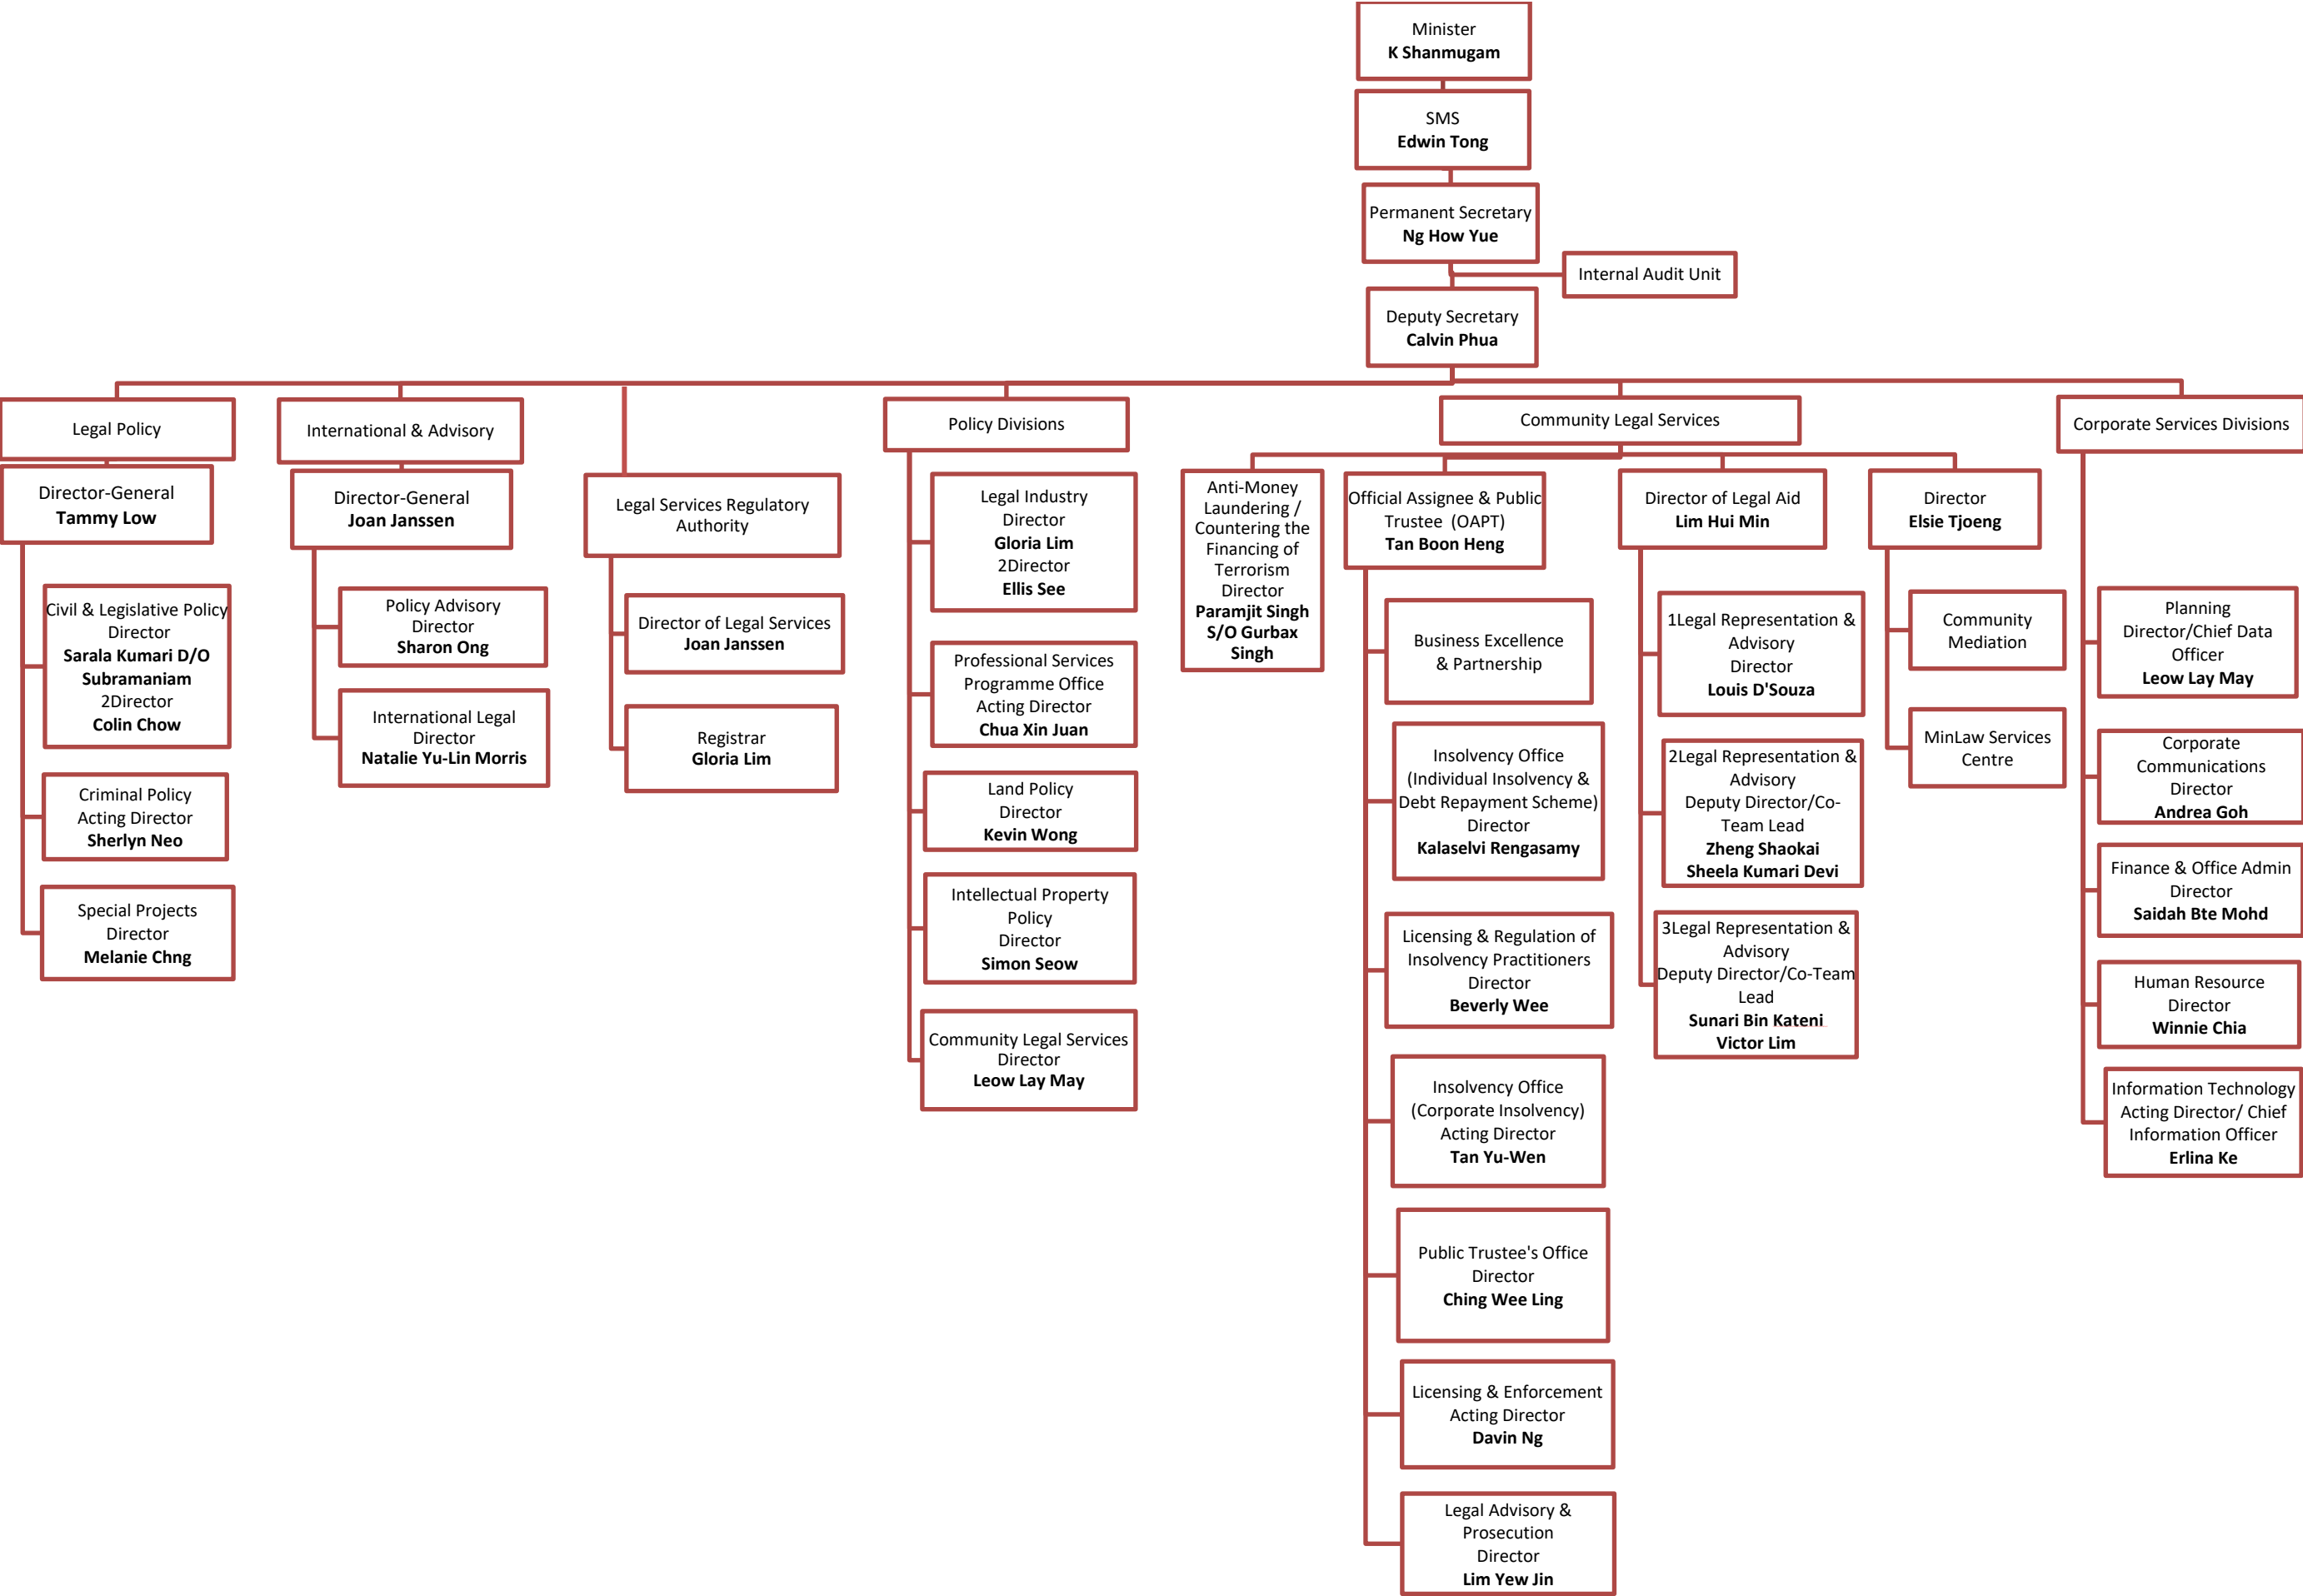 Minister
K Shanmugam
SMS
Edwin Tong
Permanent Secretary
Ng How Yue
Internal Audit Unit
Deputy Secretary
Calvin Phua
Legal Policy
Director-General
Tammy Low
Civil & Legislative Policy
Director
Sarala Kumari D/O
Subramaniam
2Director
Colin Chow
Criminal Policy
Acting Director
Sherlyn Neo
Special Projects
Director
Melanie Chng
International & Advisory
Director-General
Joan Janssen
Policy Advisory
Director
Sharon Ong
International Legal
Director
Natalie Yu-Lin Morris
Legal Services Regulatory
Authority
Director of Legal Services
Joan Janssen
Registrar
Gloria Lim
Policy Divisions
Legal Industry
Director
Gloria Lim
2Director
Ellis See
Professional Services
Programme Office
Acting Director
Chua Xin Juan
Land Policy
Director
Kevin Wong
Intellectual Property
Policy
Director
Simon Seow
Community Legal Services
Director
Leow Lay May
Community Legal Services
Anti-Money
Laundering /
Countering the
Financing of
Terrorism
Director
Paramjit Singh
S/O Gurbax
Singh
Official Assignee & Public
Trustee (OAPT)
Tan Boon Heng
Business Excellence
& Partnership
Insolvency Office
(Individual Insolvency &
Debt Repayment Scheme)
Director
Kalaselvi Rengasamy
Licensing & Regulation of
Insolvency Practitioners
Director
Beverly Wee
Insolvency Office
(Corporate Insolvency)
Acting Director
Tan Yu-Wen
Public Trustee's Office
Director
Ching Wee Ling
Licensing & Enforcement
Acting Director
Davin Ng
Legal Advisory &
Prosecution
Director
Lim Yew Jin
Director of Legal Aid
Lim Hui Min
1Legal Representation &
Advisory
Director
Louis D'Souza
2Legal Representation &
Advisory
Deputy Director/Co-
Team Lead
Zheng Shaokai
Sheela Kumari Devi
3Legal Representation &
Advisory
Deputy Director/Co-Team
Lead
Sunari Bin Kateni
Victor Lim
Director
Elsie Tjoeng
Community
Mediation
MinLaw Services
Centre
Corporate Services Divisions
Planning
Director/Chief Data
Officer
Leow Lay May
Corporate
Communications
Director
Andrea Goh
Finance & Office Admin
Director
Saidah Bte Mohd
Human Resource
Director
Winnie Chia
Information Technology
Acting Director/ Chief
Information Officer
Erlina Ke